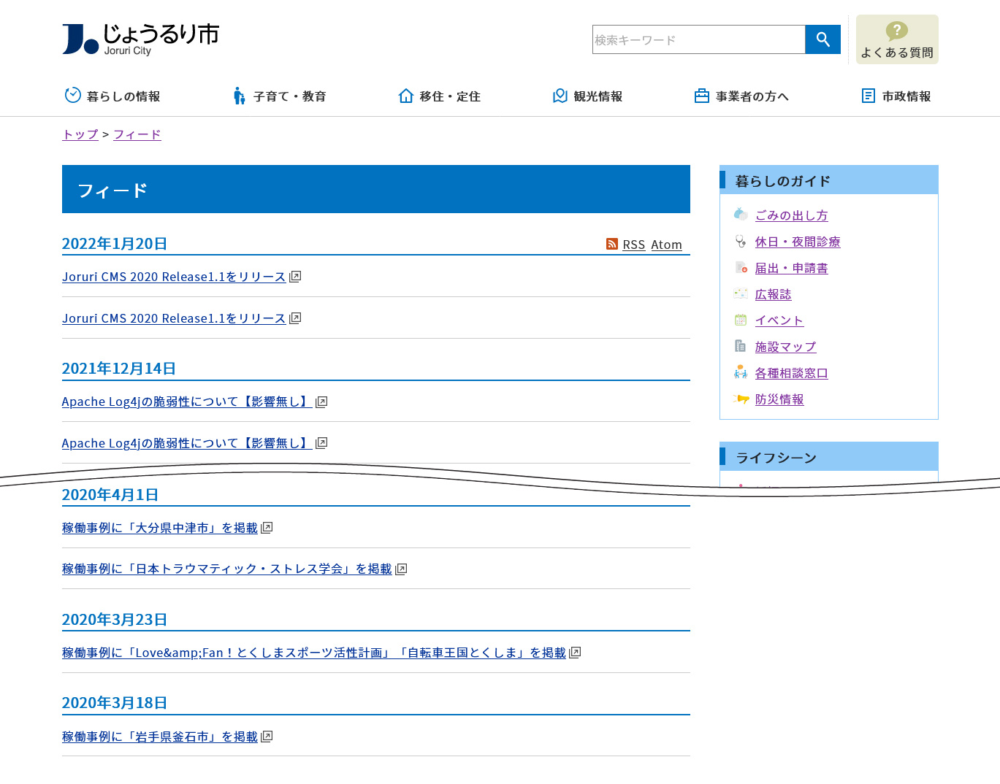 じょうるり市
Joruri City
検索キーワード
よくある質問
暮らしの情報 子育て・教育 移住・定住 観光情報 事業者の方へ 市政情報
トップ > フィード
フィード
2022年1月20日
RSS Atom
Joruri CMS 2020 Release1.1をリリース
Joruri CMS 2020 Release1.1をリリース
2021年12月14日
Apache Log4jの脆弱性について【影響無し】
Apache Log4jの脆弱性について【影響無し】
2020年4月1日
稼働事例に「大分県中津市」を掲載
稼働事例に「日本トラウマティック・ストレス学会」を掲載
2020年3月23日
稼働事例に「Love&amp;Fan！とくしまスポーツ活性計画」「自転車王国とくしま」を掲載
2020年3月18日
稼働事例に「岩手県釜石市」を掲載
暮らしのガイド
ごみの出し方
休日・夜間診療
届出・申請書
広報誌
イベント
施設マップ
各種相談窓口
防災情報
ライフシーン